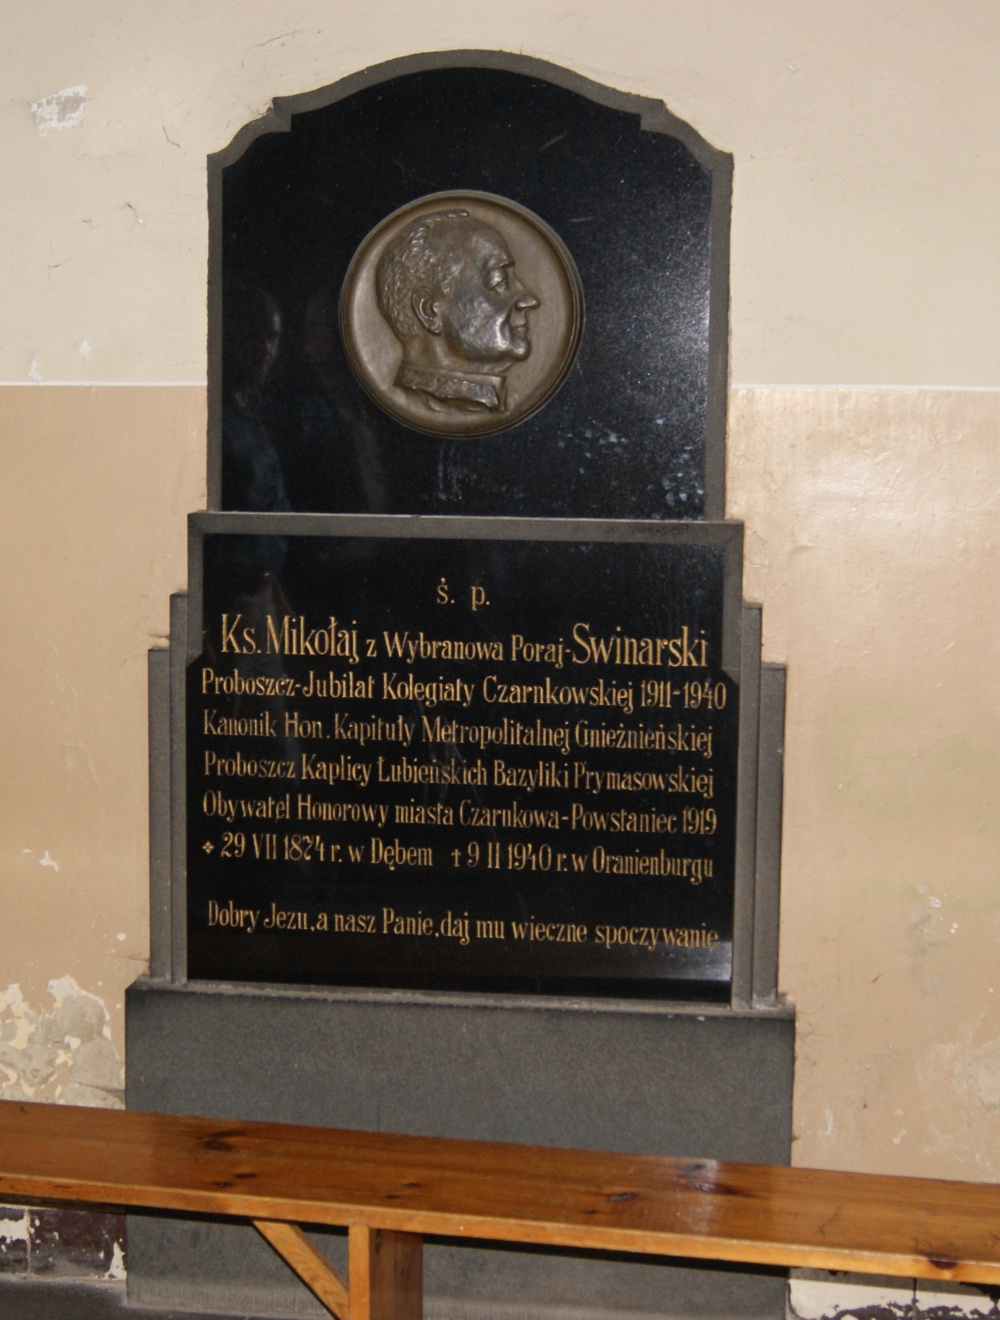 ś. p.
Ks. Mikołaj z Wybranowa Poraj-Swinarski
Proboszcz-Jubilat Kolegiaty Czarnkowskiej 1911-1940
Kanonik Hon. Kapituły Metropolitalnej Gnieźnieńskiej
Proboszcz Kaplicy Łubieńskich Bazyliki Prymasowskiej
Obywatel Honorowy miasta Czarnkowa-Powstaniec 1919
✥ 29 VII 1874 r. w Dębem † 9 II 1940 r. w Oranienburgu
Dobry Jezu, a nasz Panie, daj mu wieczne spoczywanie